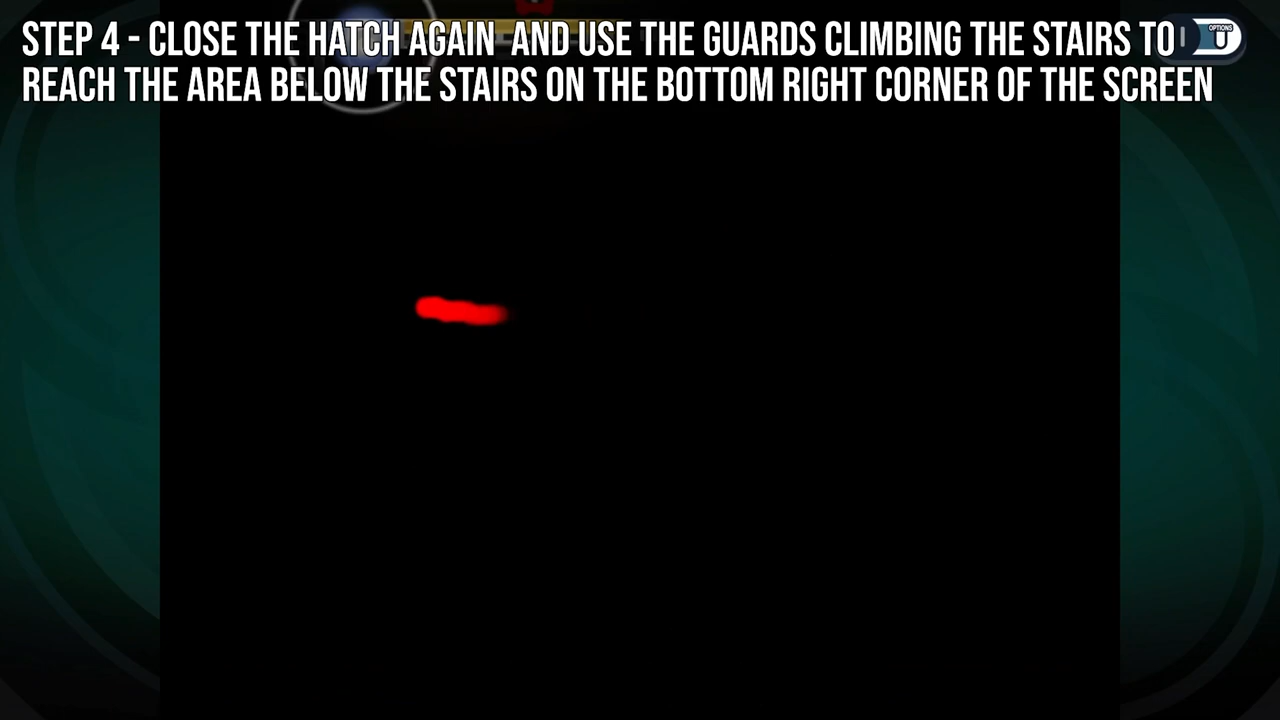 STEP 4 - CLOSE THE HATCH AGAIN AND USE THE GUARDS CLIMBING THE STAIRS TO
REACH THE AREA BELOW THE STAIRS ON THE BOTTOM RIGHT CORNER OF THE SCREEN
OPTIONS